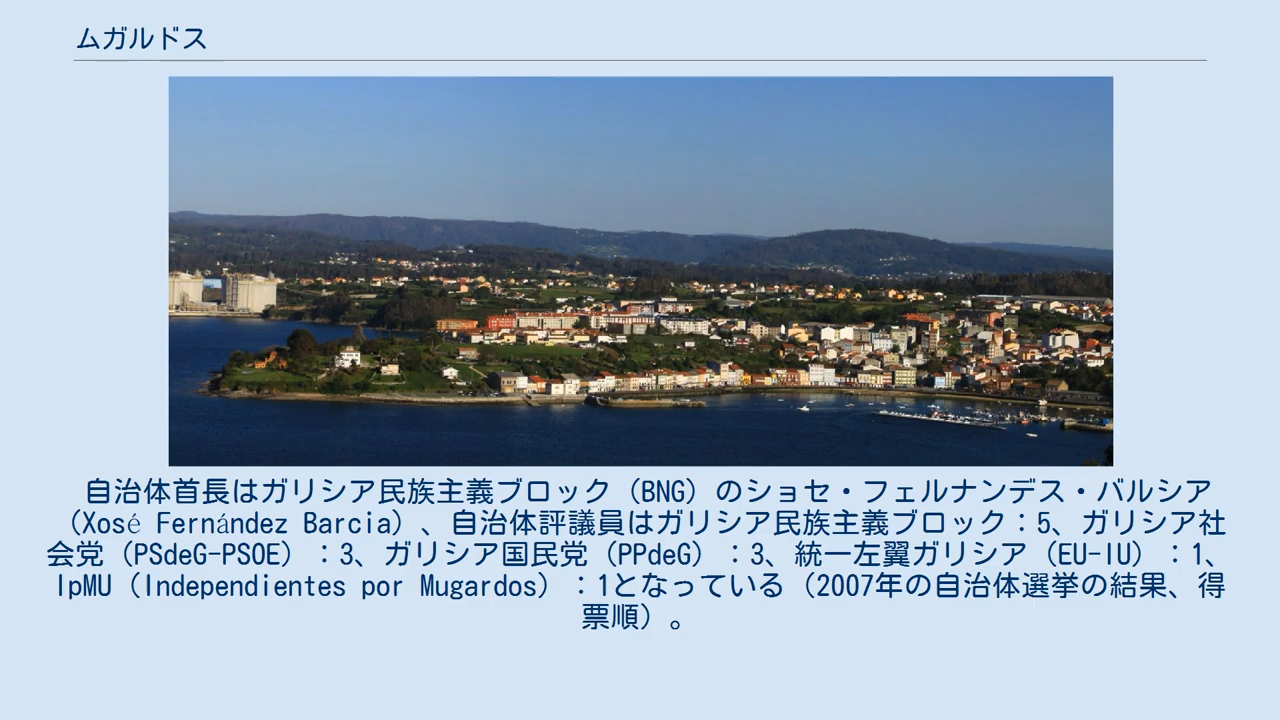 ムガルドス
自治体首長はガリシア民族主義ブロック（BNG）のショセ・フェルナンデス・バルシア
（Xosé Fernández Barcia）、自治体評議員はガリシア民族主義ブロック：5、ガリシア社
会党（PSdeG-PSOE）：3、ガリシア国民党（PPdeG）：3、統一左翼ガリシア（EU-IU）：1、
IpMU（Independientes por Mugardos）：1となっている（2007年の自治体選挙の結果、得
票順）。